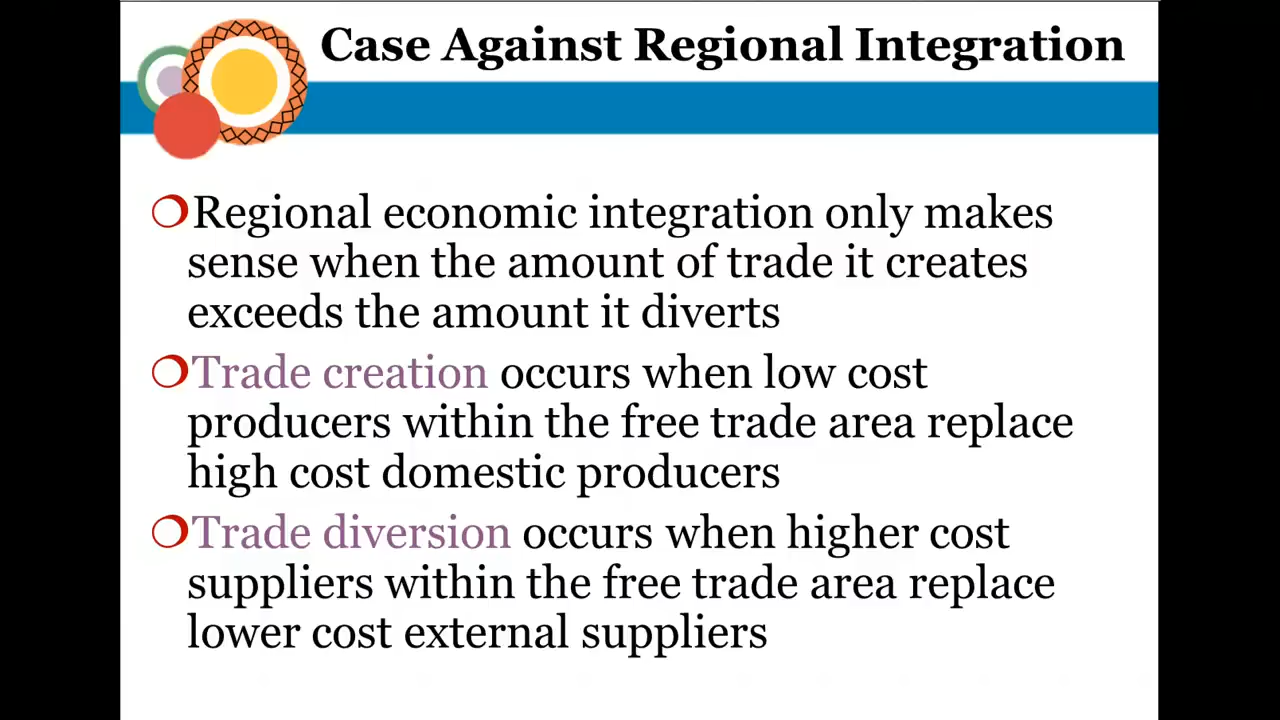 Case Against Regional Integration
Regional economic integration only makes
sense when the amount of trade it creates
exceeds the amount it diverts
Trade creation occurs when low cost
producers within the free trade area replace
high cost domestic producers
Trade diversion occurs when higher cost
suppliers within the free trade area replace
lower cost external suppliers